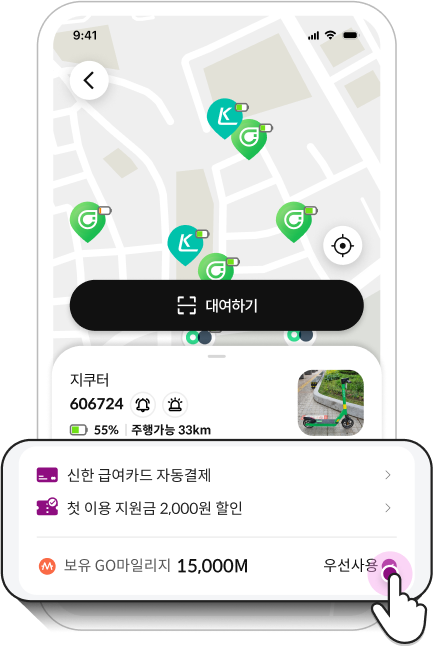 9:41
대여하기
지쿠터
606724
55% 주행가능 33km
신한 급여카드 자동결제
첫 이용 지원금 2,000원 할인
보유 GO마일리지 15,000M 우선사용